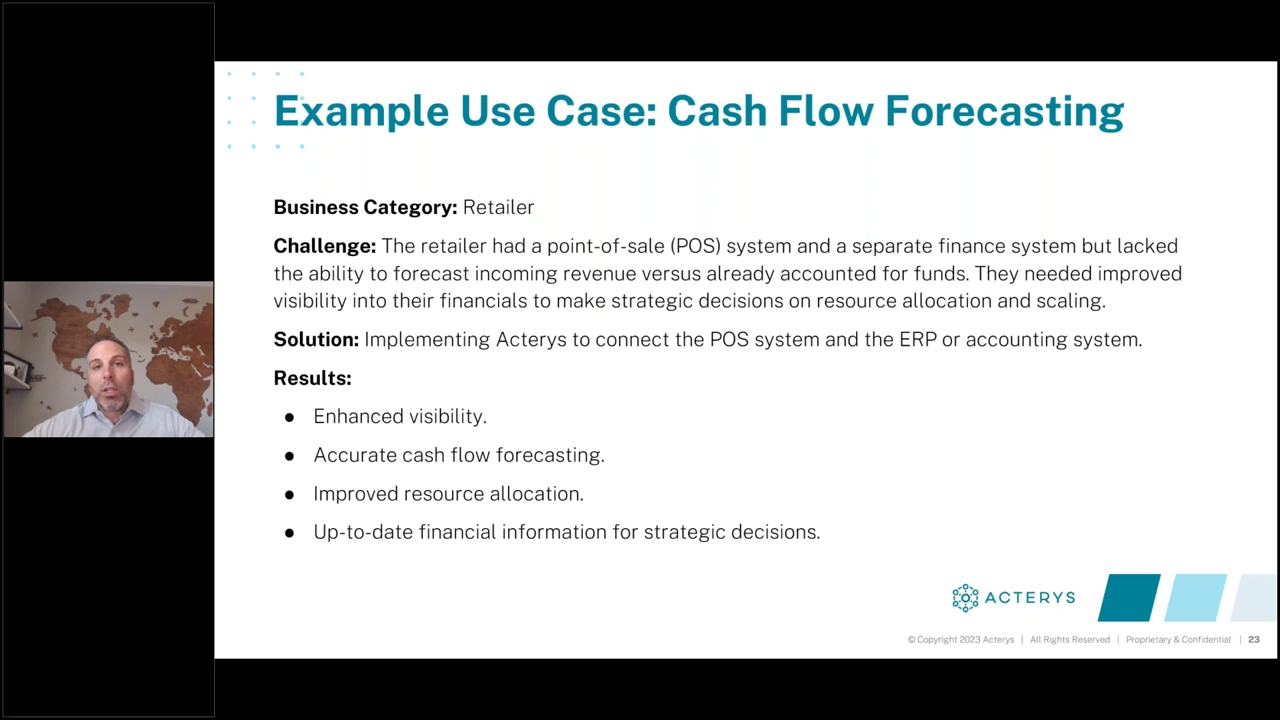 Example Use Case: Cash Flow Forecasting
Business Category: Retailer
Challenge: The retailer had a point-of-sale (POS) system and a separate finance system but lacked
the ability to forecast incoming revenue versus already accounted for funds. They needed improved
visibility into their financials to make strategic decisions on resource allocation and scaling.
Solution: Implementing Acterys to connect the POS system and the ERP or accounting system.
Results:
● Enhanced visibility.
● Accurate cash flow forecasting.
● Improved resource allocation.
● Up-to-date financial information for strategic decisions.
ACTERYS
© Copyright 2023 Acterys | All Rights Reserved | Proprietary & Confidential | 23